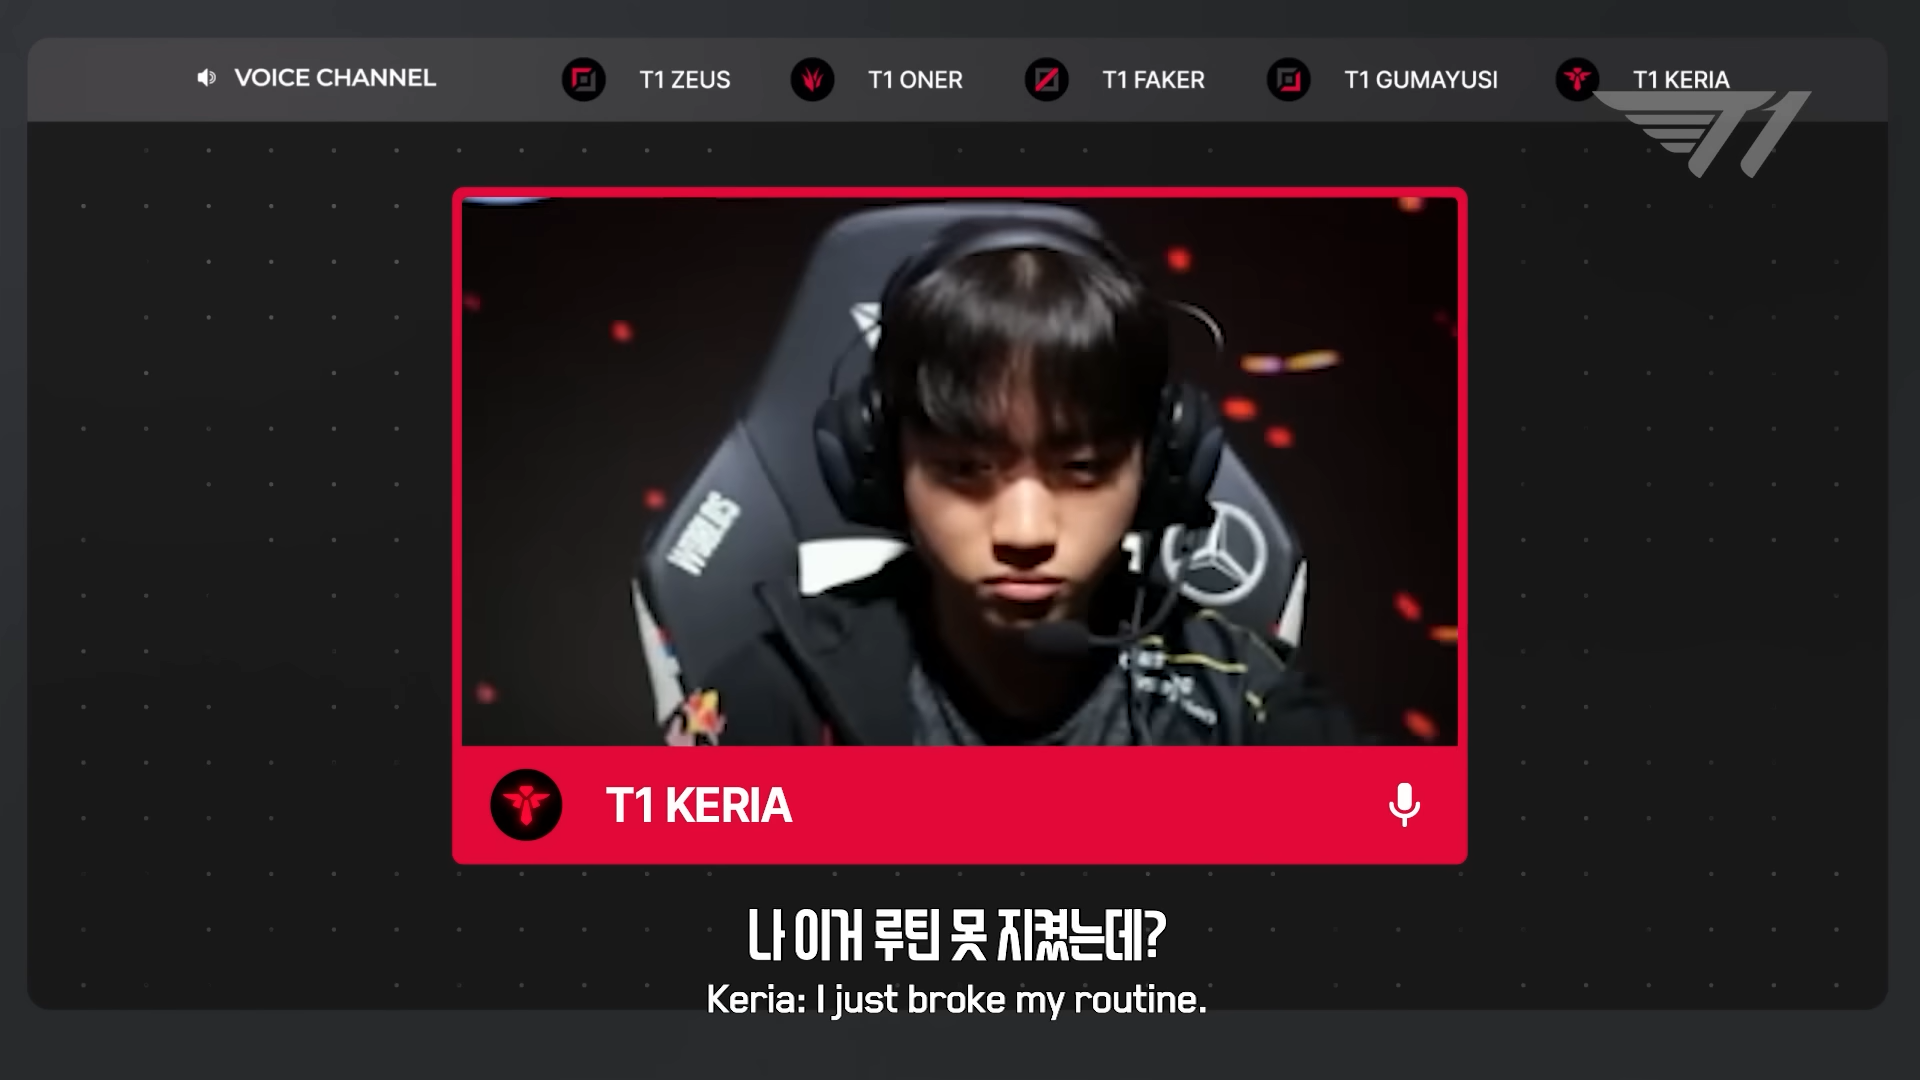 VOICE CHANNEL
T1 ZEUS
T1 ONER
T1 FAKER
T1 GUMAYUSI
T1 KERIA
T1
WORLDS
T1 KERIA
나 이거 루틴 못 지켰는데?
Keria: I just broke my routine.